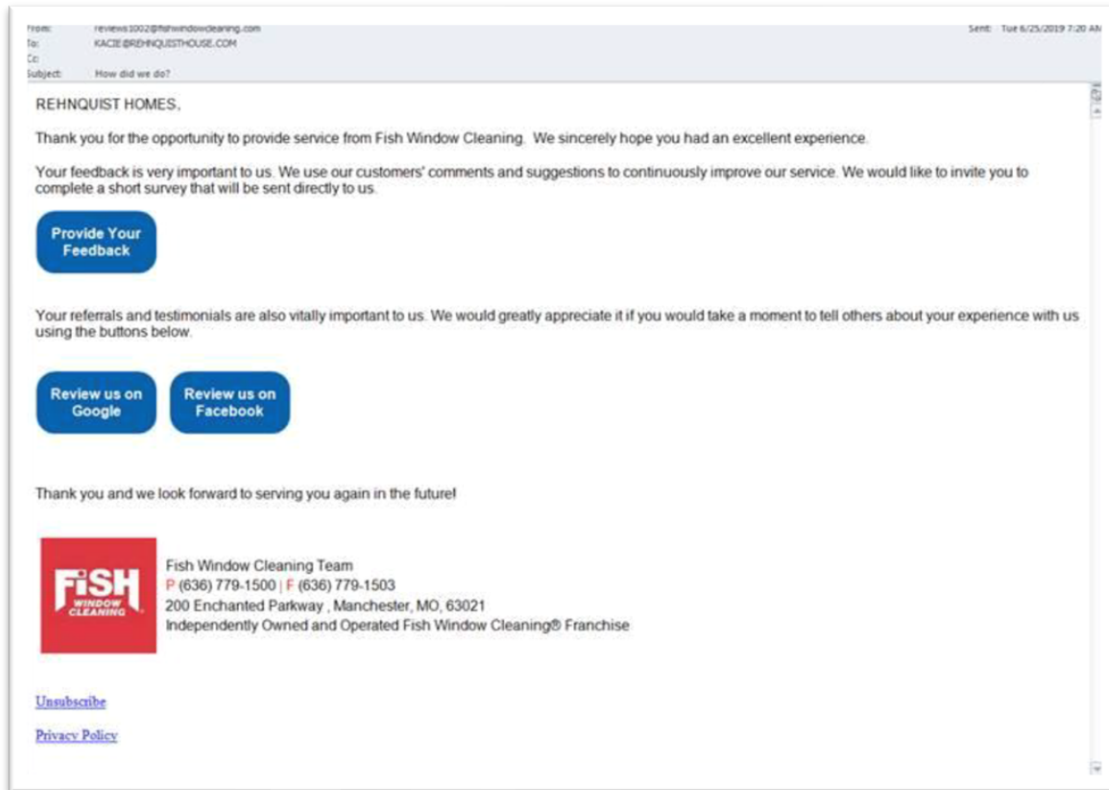 From: reviews1002@fishwindowcleaning.com Sent: Tue 6/25/2019 7:20 AM
To: KACIE@REHNQUISTHOUSE.COM
Cc:
Subject: How did we do?
REHNQUIST HOMES,
Thank you for the opportunity to provide service from Fish Window Cleaning. We sincerely hope you had an excellent experience.
Your feedback is very important to us. We use our customers' comments and suggestions to continuously improve our service. We would like to invite you to
complete a short survey that will be sent directly to us.
Provide Your
Feedback
Your referrals and testimonials are also vitally important to us. We would greatly appreciate it if you would take a moment to tell others about your experience with us
using the buttons below.
Review us on Review us on
Google Facebook
Thank you and we look forward to serving you again in the future!
FiSH
WINDOW
CLEANING
Fish Window Cleaning Team
P (636) 779-1500 | F (636) 779-1503
200 Enchanted Parkway , Manchester, MO, 63021
Independently Owned and Operated Fish Window Cleaning® Franchise
Unsubscribe
Privacy Policy